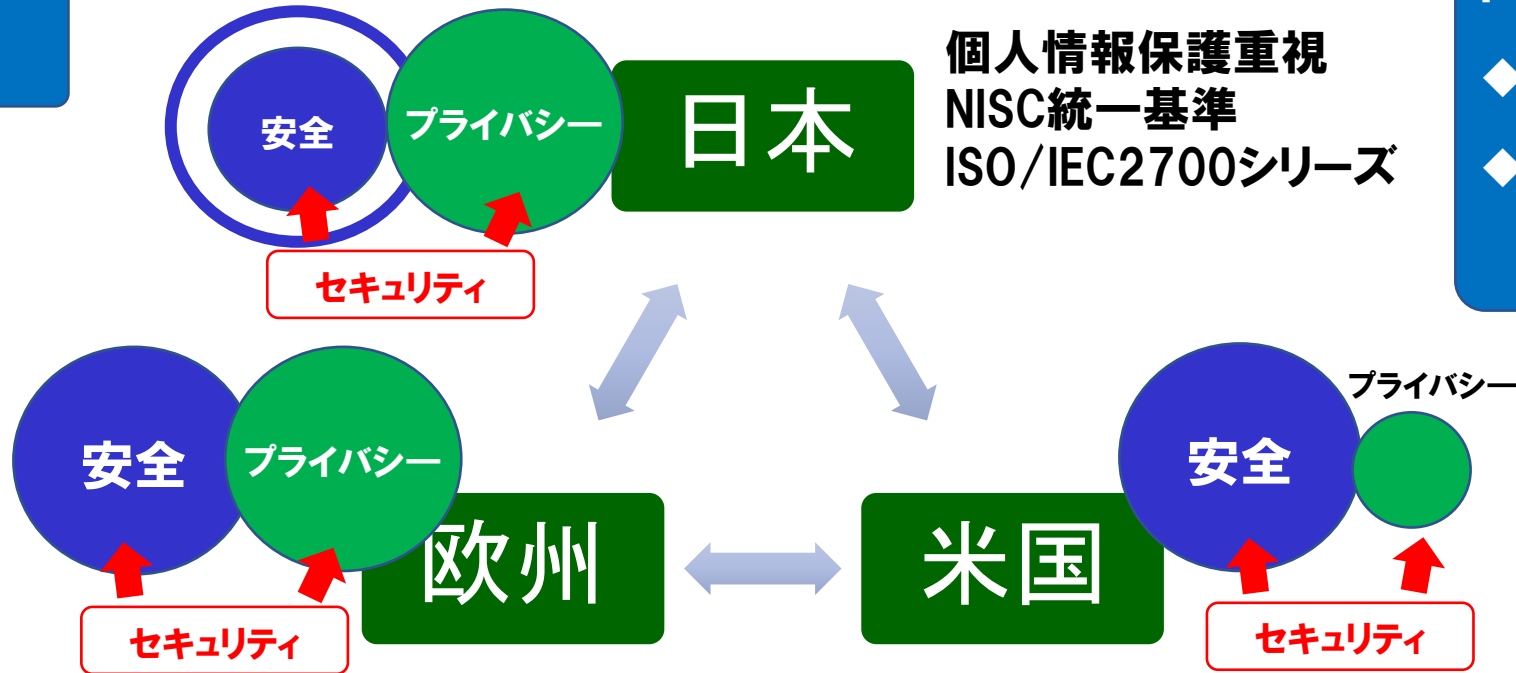 安全
プライバシー
日本
個人情報保護重視
NISC統一基準
ISO/IEC2700シリーズ
セキュリティ
安全
プライバシー
欧州
セキュリティ
米国
安全
プライバシー
セキュリティ